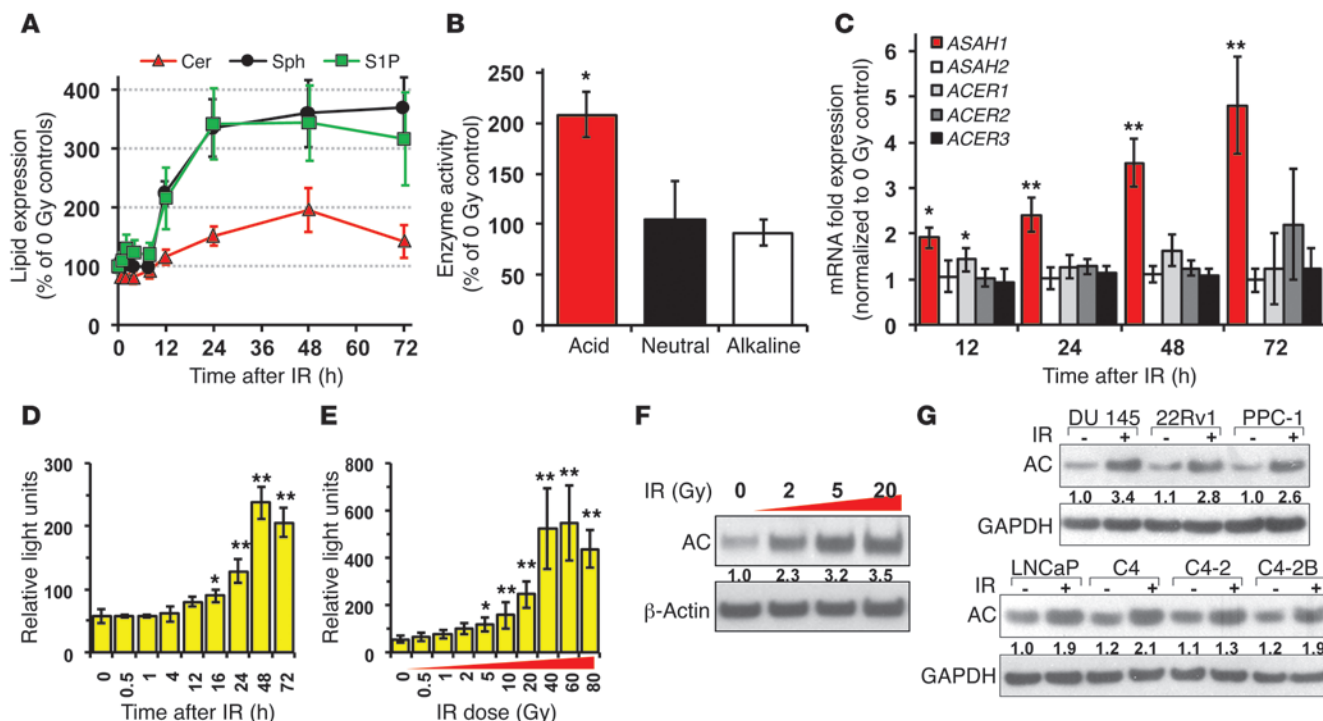 A
Cer Sph S1P
Lipid expression
(% of 0 Gy controls)
400
300
200
100
0
0 12 24 36 48 60 72
Time after IR (h)
B
Enzyme activity
(% of 0 Gy control)
250
200
150
100
50
0
*
Acid Neutral Alkaline
C
mRNA fold expression
(normalized to 0 Gy control)
6
5
4
3
2
1
0
ASAH1
ASAH2
ACER1
ACER2
ACER3
* * ** ** **
12 24 48 72
Time after IR (h)
D
Relative light units
300
200
100
0
* ** ** **
0 0.5 1 4 12 16 24 48 72
Time after IR (h)
E
Relative light units
800
600
400
200
0
* ** ** ** ** **
0 0.5 1 2 5 10 20 40 60 80
IR dose (Gy)
F
IR (Gy) 0 2 5 20
AC
1.0 2.3 3.2 3.5
β-Actin
G
DU 145 22Rv1 PPC-1
IR - + - + - +
AC
1.0 3.4 1.1 2.8 1.0 2.6
GAPDH
LNCaP C4 C4-2 C4-2B
IR - + - + - + - +
AC
1.0 1.9 1.2 2.1 1.1 1.3 1.2 1.9
GAPDH